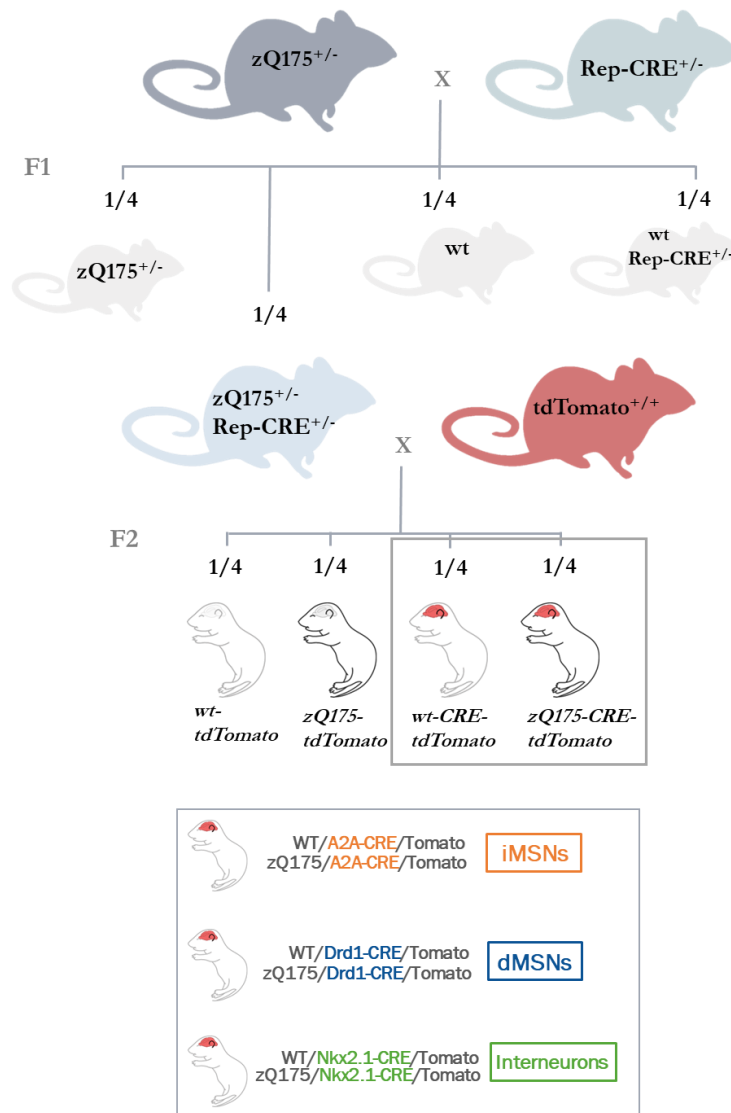 zQ175+/-
X
Rep-CRE+/-
F1
1/4
1/4
1/4
zQ175+/-
wt
wt
Rep-CRE+/-
1/4
zQ175+/-
Rep-CRE+/-
tdTomato+/+
X
F2
1/4
1/4
1/4
1/4
wt-
tdTomato
zQ175-
tdTomato
wt-CRE-
tdTomato
zQ175-CRE-
tdTomato
WT/A2A-CRE/Tomato
zQ175/A2A-CRE/Tomato
iMSNs
WT/Drd1-CRE/Tomato
zQ175/Drd1-CRE/Tomato
dMSNs
WT/Nkx2.1-CRE/Tomato
zQ175/Nkx2.1-CRE/Tomato
Interneurons